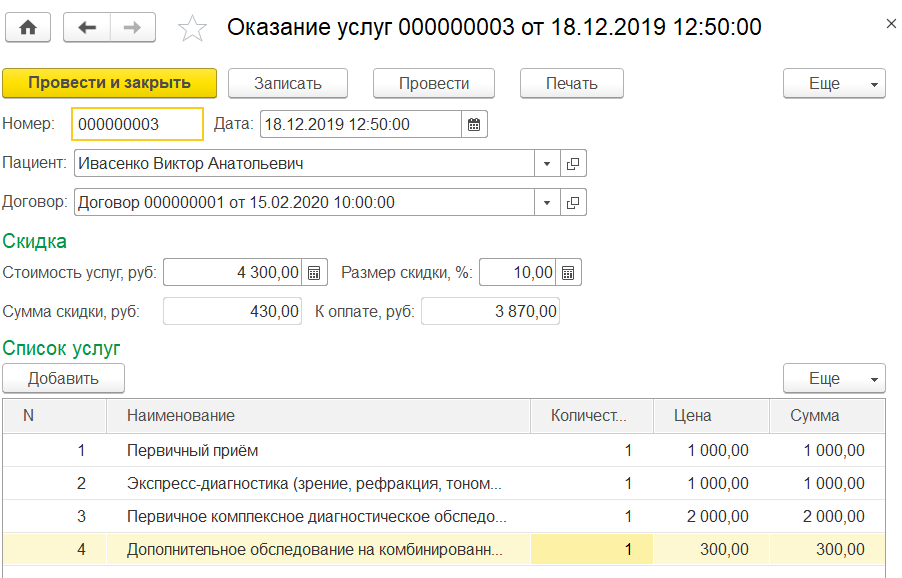 Оказание услуг 000000003 от 18.12.2019 12:50:00
Провести и закрыть Записать Провести Печать Еще
Номер: 000000003 Дата: 18.12.2019 12:50:00
Пациент: Ивасенко Виктор Анатольевич
Договор: Договор 000000001 от 15.02.2020 10:00:00
Скидка
Стоимость услуг, руб: 4 300,00 Размер скидки, %: 10,00
Сумма скидки, руб: 430,00 К оплате, руб: 3 870,00
Список услуг
Добавить Еще
N Наименование Количест... Цена Сумма
1 Первичный приём 1 1 000,00 1 000,00
2 Экспресс-диагностика (зрение, рефракция, тоном... 1 1 000,00 1 000,00
3 Первичное комплексное диагностическое обследо... 1 2 000,00 2 000,00
4 Дополнительное обследование на комбинированн... 1 300,00 300,00